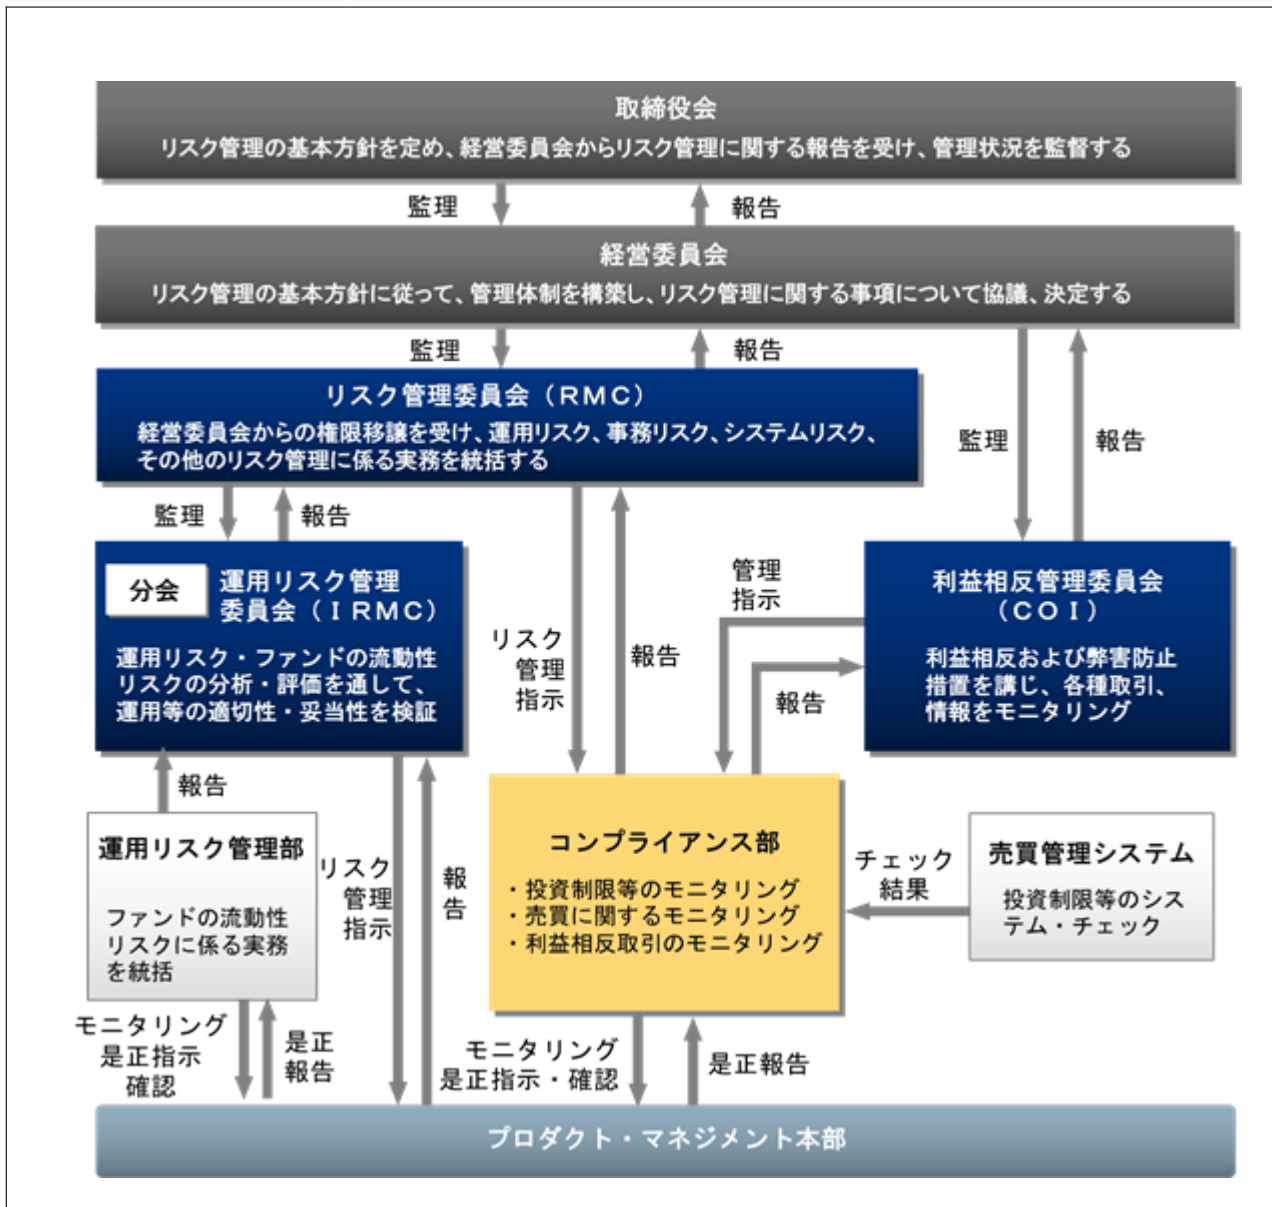 取締役会
リスク管理の基本方針を定め、経営委員会からリスク管理に関する報告を受け、管理状況を監督する
監理
報告
経営委員会
リスク管理の基本方針に従って、管理体制を構築し、リスク管理に関する事項について協議、決定する
監理
報告
リスク管理委員会（ＲＭＣ）
経営委員会からの権限移譲を受け、運用リスク、事務リスク、システムリスク、
その他のリスク管理に係る実務を統括する
監理
報告
監理
報告
分会
運用リスク管理
委員会（ＩＲＭＣ）
運用リスク・ファンドの流動性
リスクの分析・評価を通して、
運用等の適切性・妥当性を検証
リスク
管理
指示
報告
管理
指示
報告
利益相反管理委員会
（ＣＯＩ）
利益相反および弊害防止
措置を講じ、各種取引、
情報をモニタリング
報告
運用リスク管理部
ファンドの流動性
リスクに係る実務
を統括
リスク
管理
指示
報
告
コンプライアンス部
・投資制限等のモニタリング
・売買に関するモニタリング
・利益相反取引のモニタリング
チェック
結果
売買管理システム
投資制限等のシス
テム・チェック
モニタリング
是正指示
確認
是正
報告
モニタリング
是正指示・確認
是正報告
プロダクト・マネジメント本部